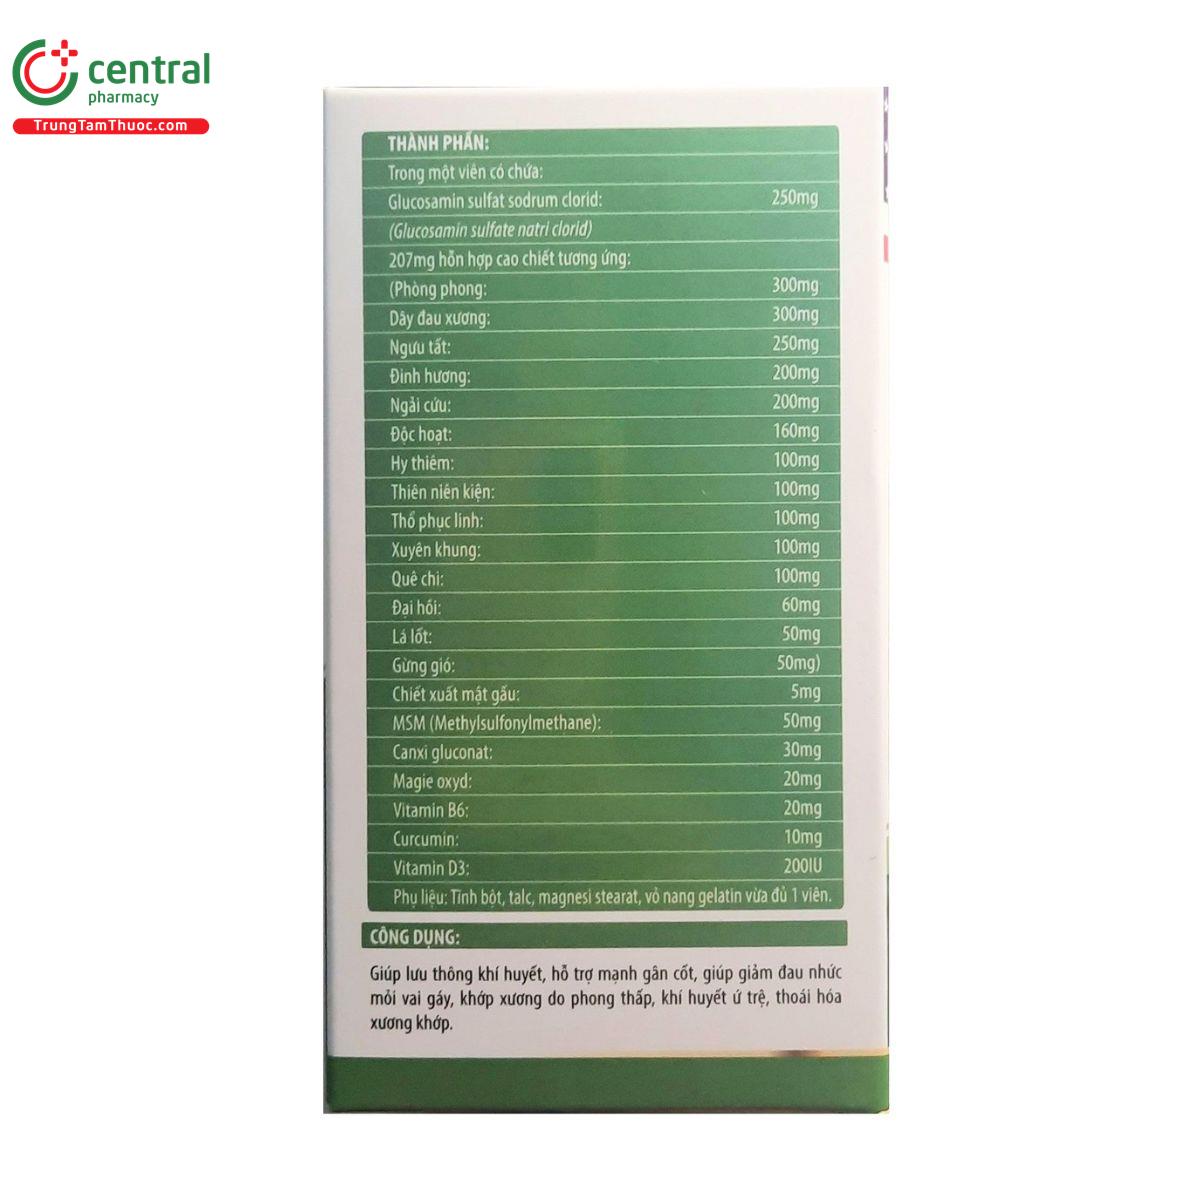 central
pharmacy
TrungTamThuoc.com
THÀNH PHẦN:
Trong một viên có chứa:
Glucosamin sulfat sodrum clorid: 250mg
(Glucosamin sulfate natri clorid)
207mg hỗn hợp cao chiết tương ứng:
(Phòng phong: 300mg
Dây đau xương: 300mg
Ngưu tất: 250mg
Đinh hương: 200mg
Ngải cứu: 200mg
Độc hoạt: 160mg
Hy thiêm: 100mg
Thiên niên kiện: 100mg
Thổ phục linh: 100mg
Xuyên khung: 100mg
Quê chi: 100mg
Đại hồi: 60mg
Lá lốt: 50mg
Gừng gió: 50mg)
Chiết xuất mật gấu: 5mg
MSM (Methylsulfonylmethane): 50mg
Canxi gluconat: 30mg
Magie oxyd: 20mg
Vitamin B6: 20mg
Curcumin: 10mg
Vitamin D3: 200IU
Phụ liệu: Tinh bột, talc, magnesi stearat, vỏ nang gelatin vừa đủ 1 viên.
CÔNG DỤNG:
Giúp lưu thông khí huyết, hỗ trợ mạnh gân cốt, giúp giảm đau nhức
mỏi vai gáy, khớp xương do phong thấp, khí huyết ứ trệ, thoái hóa
xương khớp.